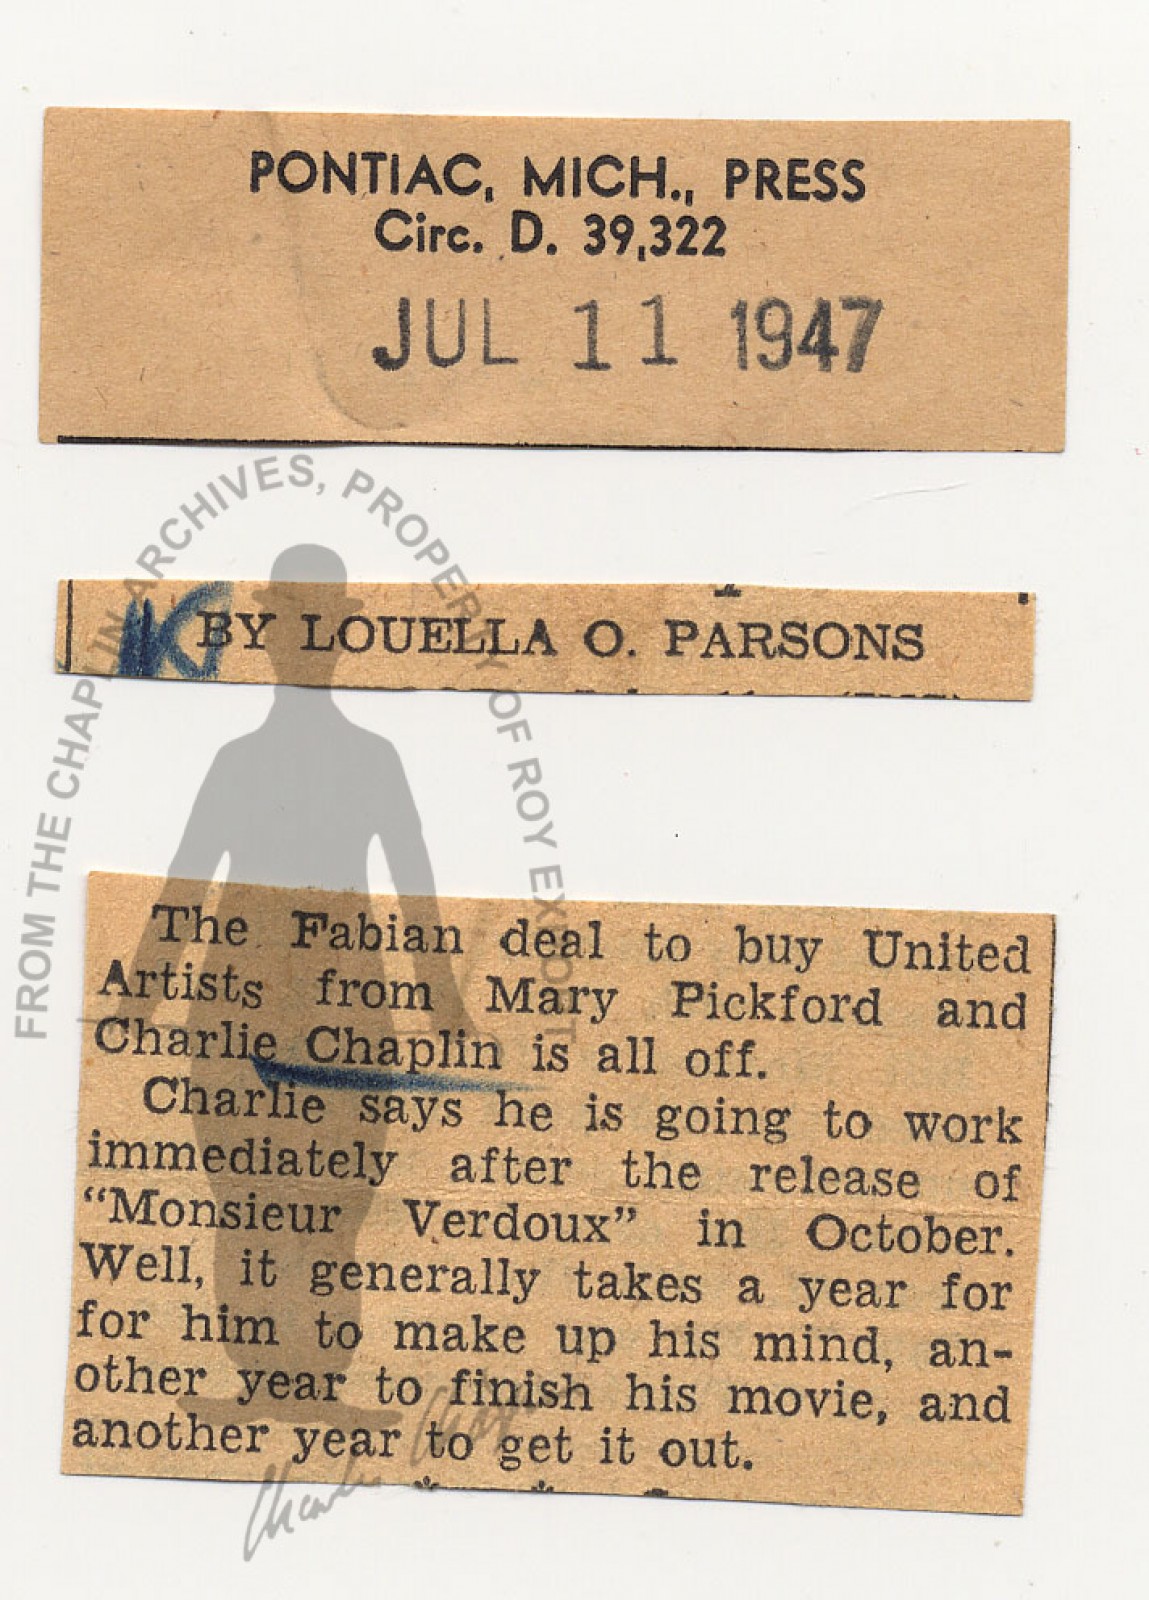 PONTIAC, MICH., PRESS
Circ. D. 39,322
JUL 11 1947
FROM THE CHAPLIN ARCHIVES, PROPERTY OF ROY EXPORT
BY LOUELLA O. PARSONS
The Fabian deal to buy United
Artists from Mary Pickford and
Charlie Chaplin is all off.
Charlie says he is going to work
immediately after the release of
“Monsieur Verdoux” in October.
Well, it generally takes a year for
for him to make up his mind, an-
other year to finish his movie, and
another year to get it out.
Charlie Chaplin